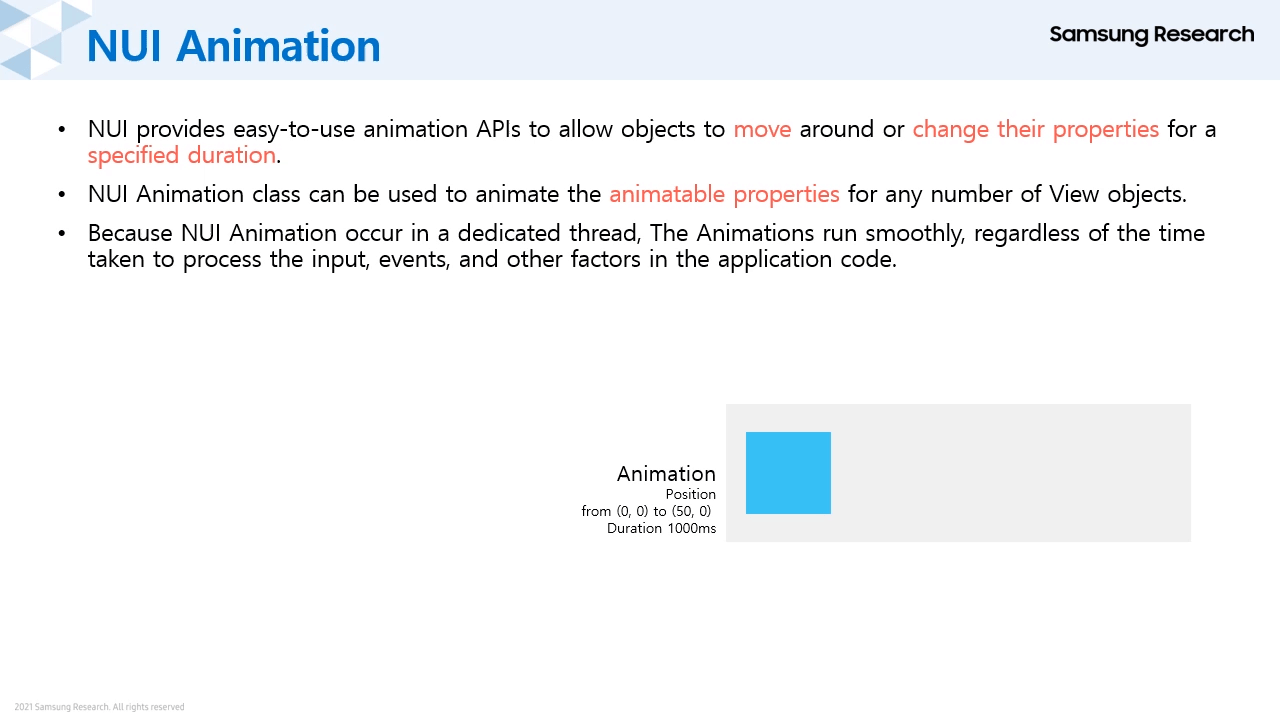 NUI Animation
Samsung Research
• NUI provides easy-to-use animation APIs to allow objects to move around or change their properties for a
specified duration.
• NUI Animation class can be used to animate the animatable properties for any number of View objects.
• Because NUI Animation occur in a dedicated thread, The Animations run smoothly, regardless of the time
taken to process the input, events, and other factors in the application code.
Animation
Position
from (0, 0) to (50, 0)
Duration 1000ms
2021 Samsung Research. All rights reserved